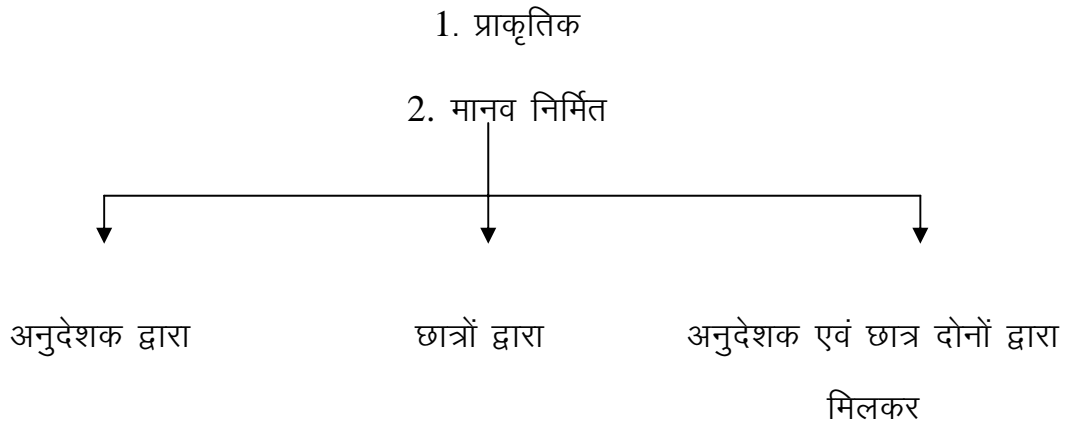 1. प्राकृतिक
2. मानव निर्मित
अनुदेशक द्वारा
छात्रों द्वारा
अनुदेशक एवं छात्र दोनों द्वारा
मिलकर